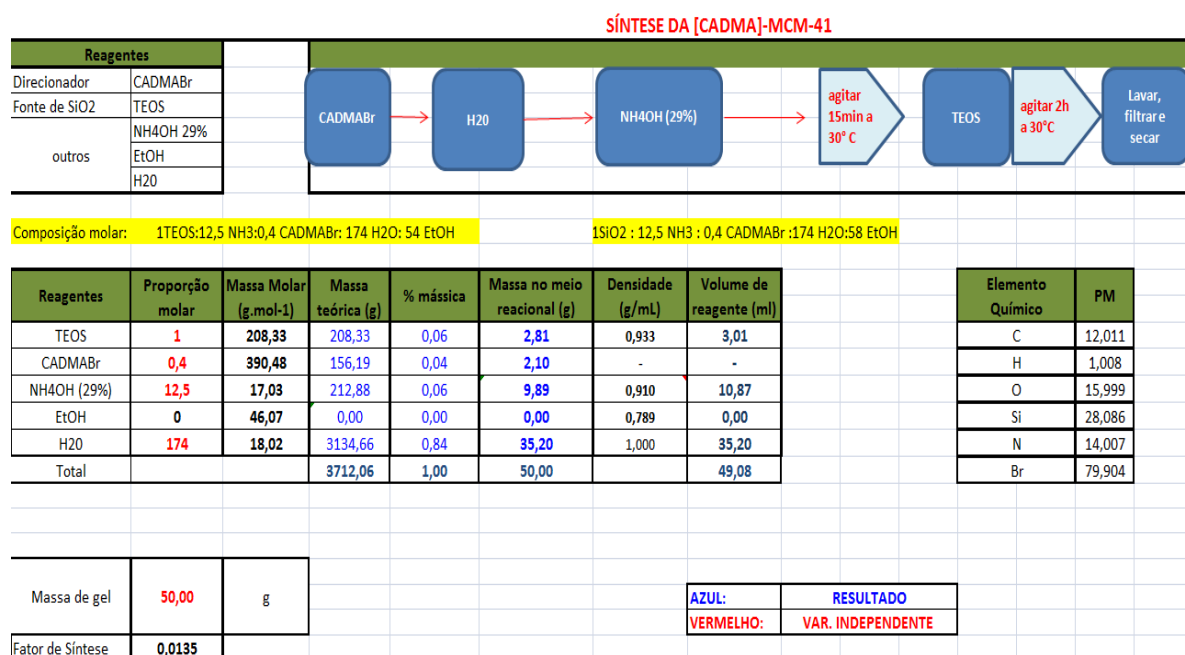 SÍNTESE DA [CADMA]-MCM-41
Reagentes
Direcionador CADMABr
Fonte de SiO2 TEOS
outros
NH4OH 29%
EtOH
H20
CADMABr
H20
NH4OH (29%)
agitar
15min a
30° C
TEOS
agitar 2h
a 30°C
Lavar,
filtrar e
secar
Composição molar: 1TEOS:12,5 NH3:0,4 CADMABr: 174 H2O: 54 EtOH
1SiO2 : 12,5 NH3 : 0,4 CADMABr :174 H2O:58 EtOH
Reagentes Proporção molar Massa Molar (g.mol-1) Massa teórica (g) % mássica Massa no meio reacional (g) Densidade (g/mL) Volume de reagente (ml)
TEOS 1 208,33 208,33 0,06 2,81 0,933 3,01
CADMABr 0,4 390,48 156,19 0,04 2,10 - -
NH4OH (29%) 12,5 17,03 212,88 0,06 9,89 0,910 10,87
EtOH 0 46,07 0,00 0,00 0,00 0,789 0,00
H20 174 18,02 3134,66 0,84 35,20 1,000 35,20
Total 3712,06 1,00 50,00 49,08
Elemento Químico PM
C 12,011
H 1,008
O 15,999
Si 28,086
N 14,007
Br 79,904
Massa de gel 50,00 g
Fator de Síntese 0,0135
AZUL: RESULTADO
VERMELHO: VAR. INDEPENDENTE